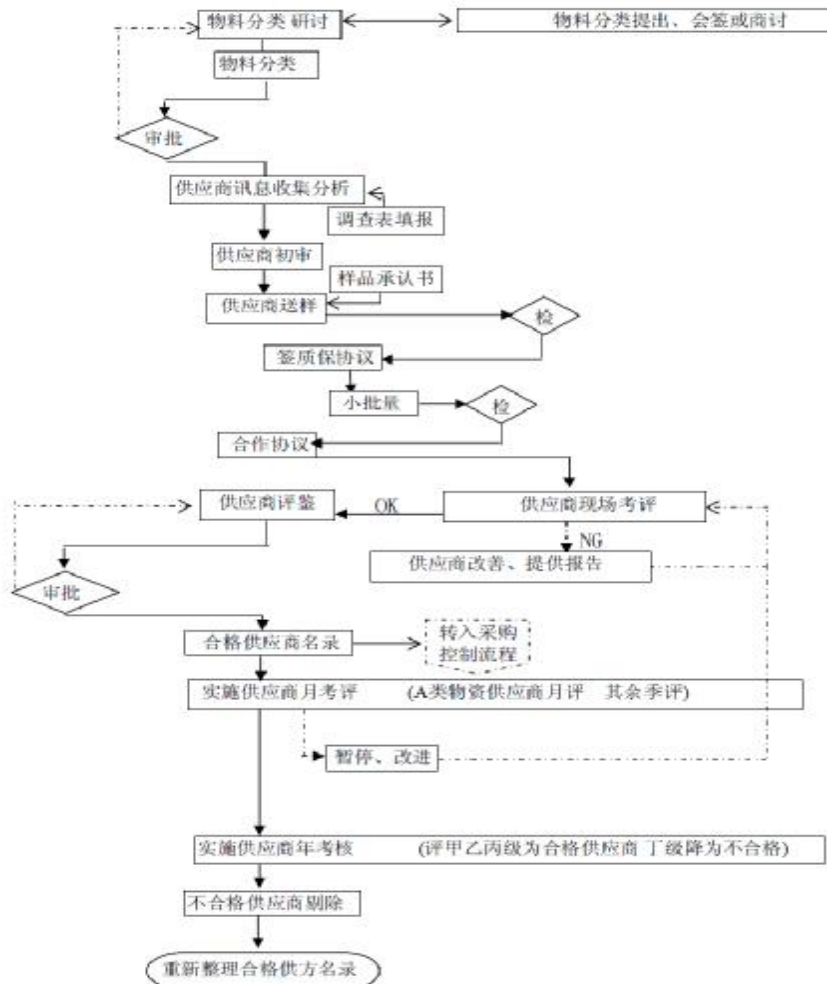 物料分类 研讨
物料分类提出、会签或商讨
物料分类
审批
供应商讯息收集分析
调查表填报
供应商初审
样品承认书
供应商送样
检
签质保协议
小批量
检
合作协议
供应商评鉴
OK
供应商现场考评
NG
供应商改善、提供报告
审批
合格供应商名录
转入采购
控制流程
实施供应商月考评 (A类物资供应商月评 其余季评)
暂停、改进
实施供应商年考核 (评甲乙丙级为合格供应商 丁级降为不合格)
不合格供应商剔除
重新整理合格供方名录